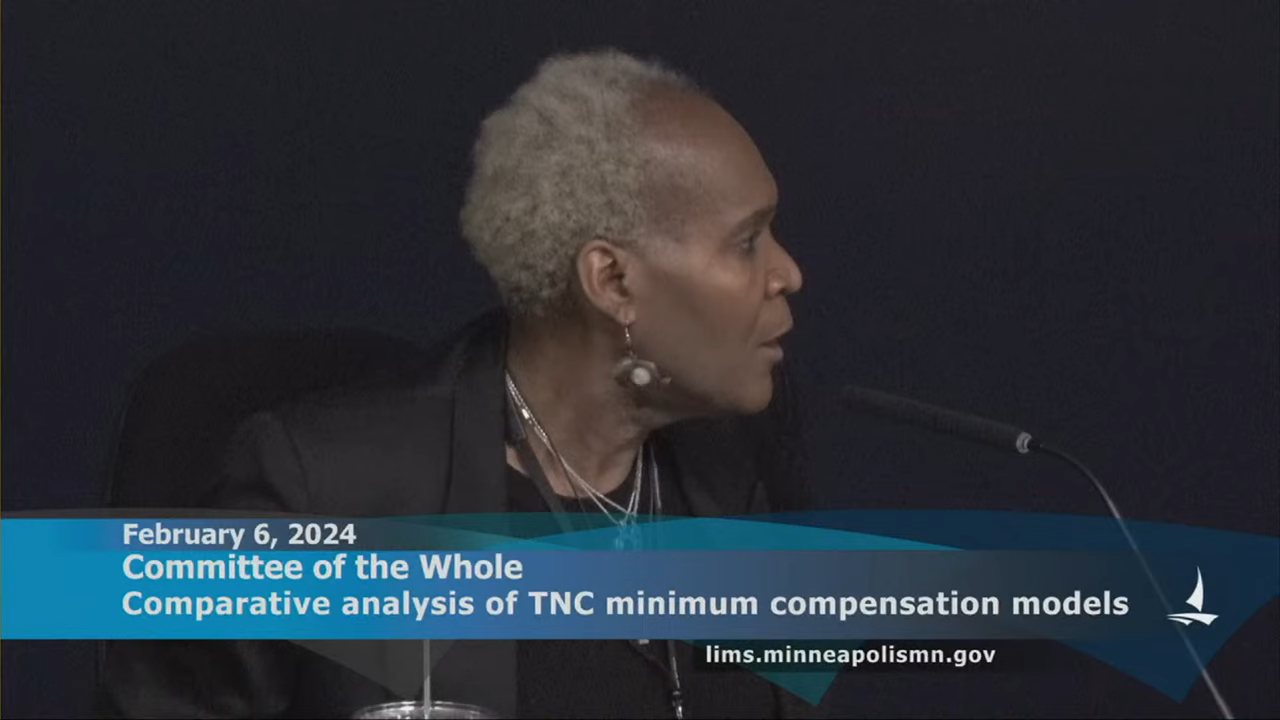 February 6, 2024
Committee of the Whole
Comparative analysis of TNC minimum compensation models
lims.minneapolismn.gov